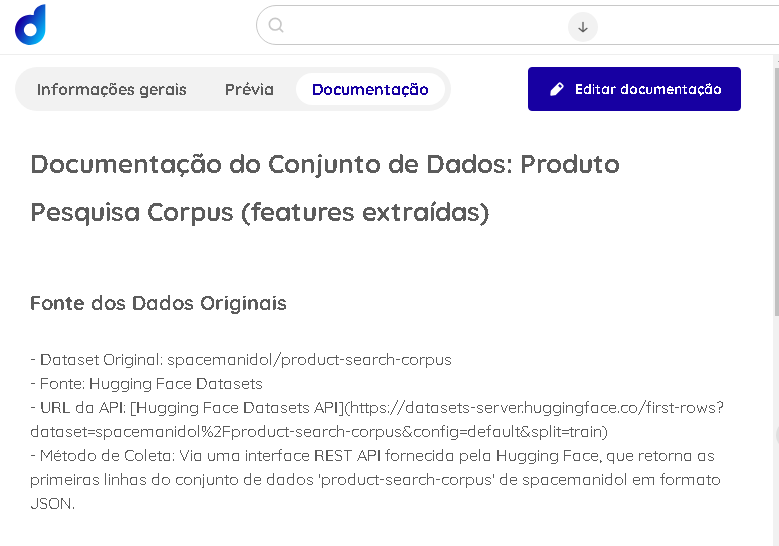 Informações gerais
Prévia
Documentação
Editar documentação
Documentação do Conjunto de Dados: Produto
Pesquisa Corpus (features extraídas)
Fonte dos Dados Originais
- Dataset Original: spacemanidol/product-search-corpus
- Fonte: Hugging Face Datasets
- URL da API: [Hugging Face Datasets API](https://datasets-server.huggingface.co/first-rows?
dataset=spacemanidol%2Fproduct-search-corpus&config=default&split=train)
- Método de Coleta: Via uma interface REST API fornecida pela Hugging Face, que retorna as
primeiras linhas do conjunto de dados 'product-search-corpus' de spacemanidol em formato
JSON.